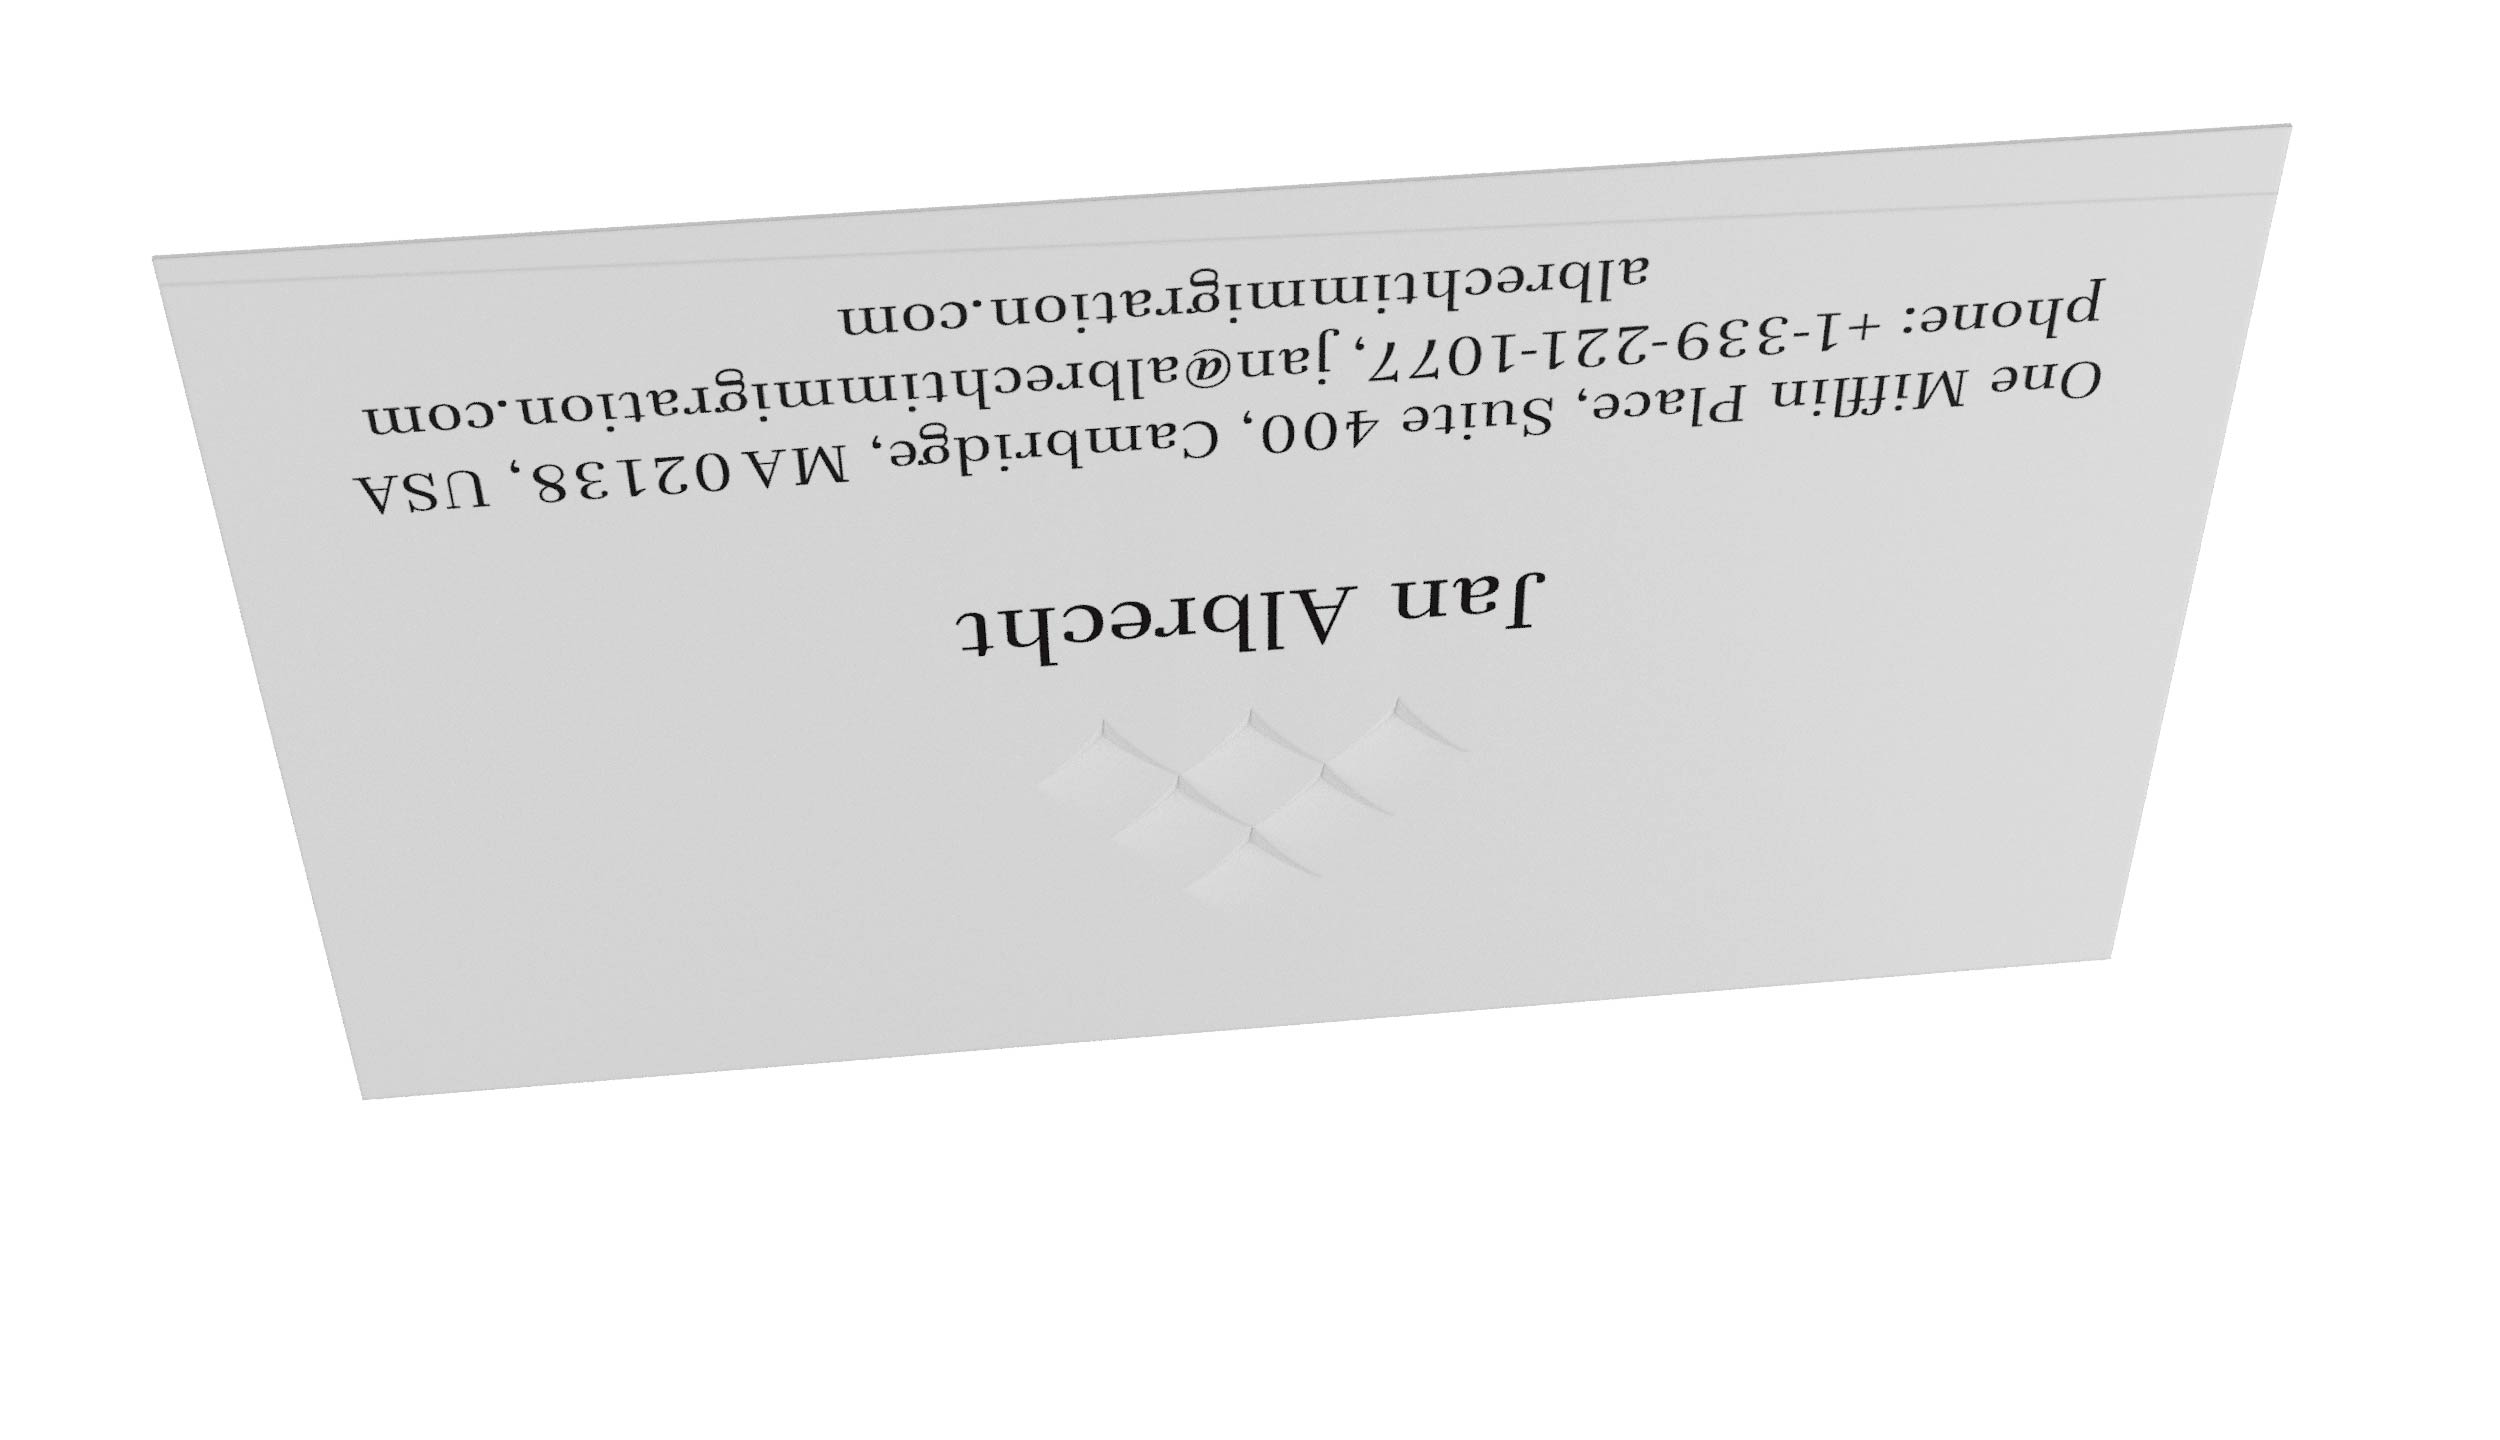 Jan Albrecht
One Mifflin Place, Suite 400, Cambridge, MA 02138, USA
phone: +1-339-221-1077, jan@albrechtimmigration.com
albrechtimmigration.com